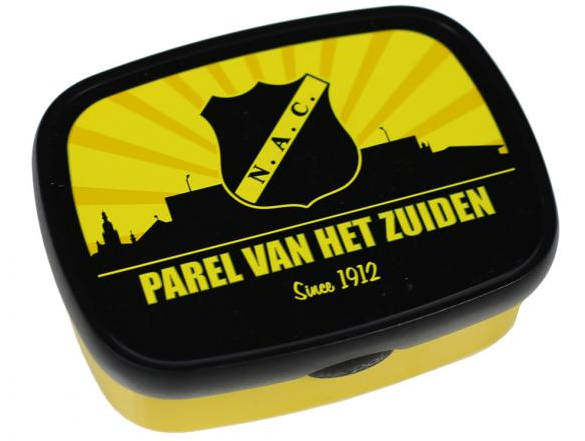 N.A.C.
PAREL VAN HET ZUIDEN
Since 1912